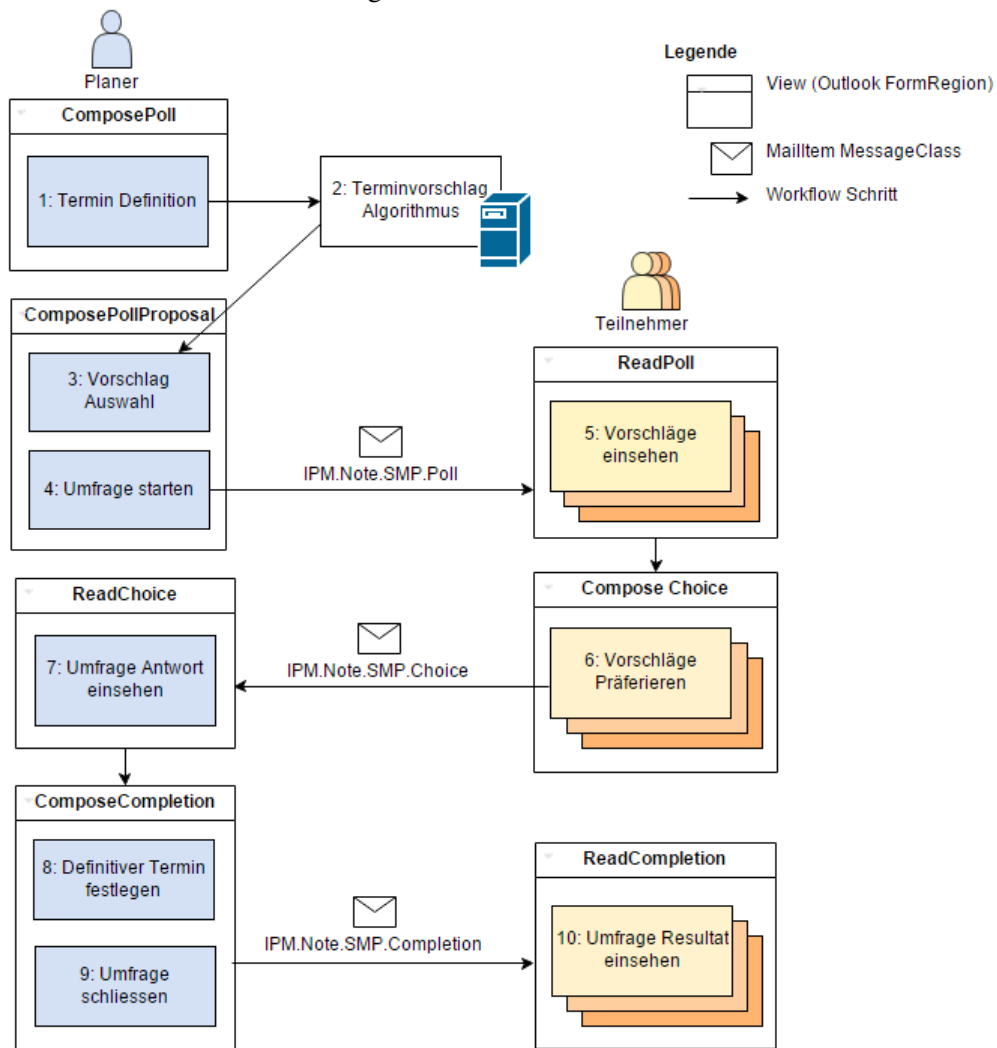 Planer
Legende
View (Outlook FormRegion)
MailItem MessageClass
Workflow Schritt
ComposePoll
1: Termin Definition
2: Terminvorschlag
Algorithmus
Teilnehmer
ComposePollProposal
3: Vorschlag
Auswahl
4: Umfrage starten
IPM.Note.SMP.Poll
ReadPoll
5: Vorschläge
einsehen
Compose Choice
6: Vorschläge
Präferieren
IPM.Note.SMP.Choice
ReadChoice
7: Umfrage Antwort
einsehen
ComposeCompletion
8: Definitiver Termin
festlegen
9: Umfrage
schliessen
IPM.Note.SMP.Completion
ReadCompletion
10: Umfrage Resultat
einsehen